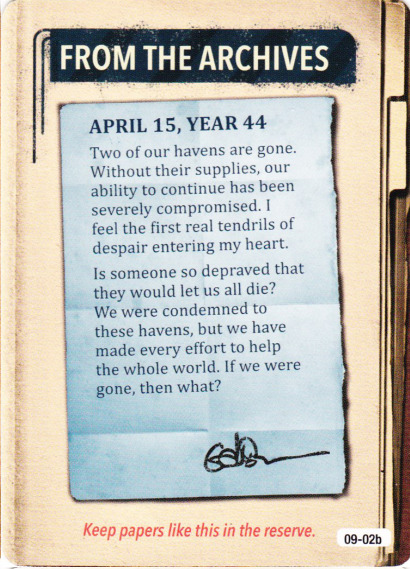 FROM THE ARCHIVES
APRIL 15, YEAR 44
Two of our havens are gone.
Without their supplies, our
ability to continue has been
severely compromised. I
feel the first real tendrils of
despair entering my heart.
Is someone so depraved that
they would let us all die?
We were condemned to
these havens, but we have
made every effort to help
the whole world. If we were
gone, then what?
Keep papers like this in the reserve.
09-02b